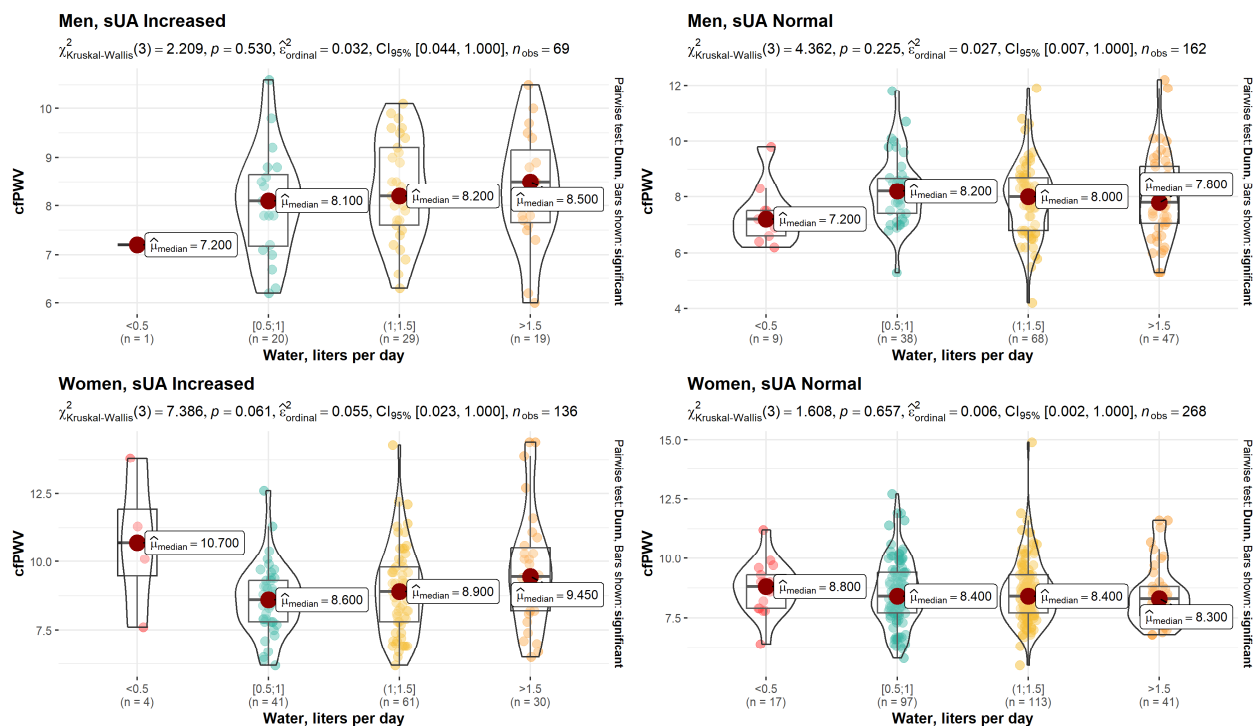 Men, sUA Increased
χ²Kruskal-Wallis(3) = 2.209, p = 0.530, ε̂²ordinal = 0.032, CI95% [0.044, 1.000], nobs = 69
cfPWV
10
9
8
7
6
μ̂median = 7.200
μ̂median = 8.100
μ̂median = 8.200
μ̂median = 8.500
Pairwise test: Dunn, Bars shown: significant
<0.5 [0.5;1] (1;1.5] >1.5
(n = 1) (n = 20) (n = 29) (n = 19)
Water, liters per day
Men, sUA Normal
χ²Kruskal-Wallis(3) = 4.362, p = 0.225, ε̂²ordinal = 0.027, CI95% [0.007, 1.000], nobs = 162
cfPWV
12
10
8
6
4
μ̂median = 7.200
μ̂median = 8.200
μ̂median = 8.000
μ̂median = 7.800
Pairwise test: Dunn, Bars shown: significant
<0.5 [0.5;1] (1;1.5] >1.5
(n = 9) (n = 38) (n = 68) (n = 47)
Water, liters per day
Women, sUA Increased
χ²Kruskal-Wallis(3) = 7.386, p = 0.061, ε̂²ordinal = 0.055, CI95% [0.023, 1.000], nobs = 136
cfPWV
12.5
10.0
7.5
μ̂median = 10.700
μ̂median = 8.600
μ̂median = 8.900
μ̂median = 9.450
Pairwise test: Dunn, Bars shown: significant
<0.5 [0.5;1] (1;1.5] >1.5
(n = 4) (n = 41) (n = 61) (n = 30)
Water, liters per day
Women, sUA Normal
χ²Kruskal-Wallis(3) = 1.608, p = 0.657, ε̂²ordinal = 0.006, CI95% [0.002, 1.000], nobs = 268
cfPWV
15.0
12.5
10.0
7.5
μ̂median = 8.800
μ̂median = 8.400
μ̂median = 8.400
μ̂median = 8.300
Pairwise test: Dunn, Bars shown: significant
<0.5 [0.5;1] (1;1.5] >1.5
(n = 17) (n = 97) (n = 113) (n = 41)
Water, liters per day